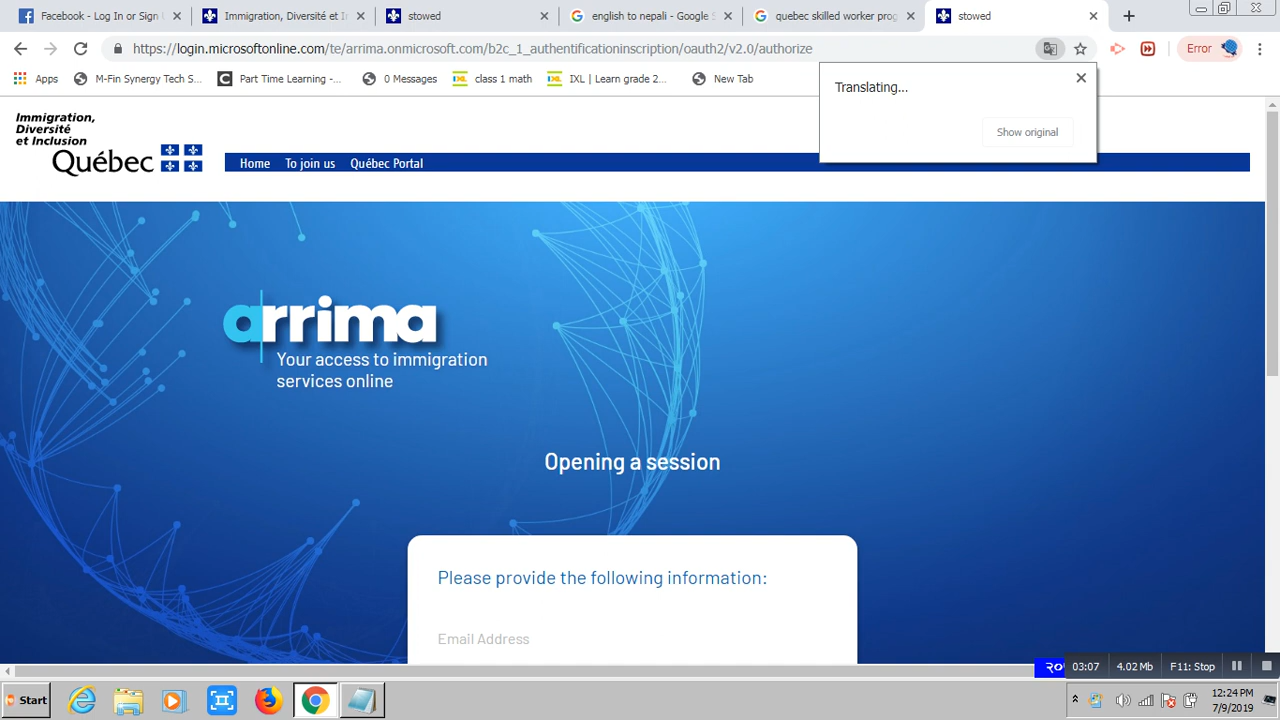 Facebook - Log In or Sign
Immigration, Diversité et I
stowed
english to nepali - Google S
quebec skilled worker prog
stowed
https://login.microsoftonline.com/te/arrima.onmicrosoft.com/b2c_1_authentificationinscription/oauth2/v2.0/authorize
Error
Apps
M-Fin Synergy Tech S...
Part Time Learning -...
0 Messages
class 1 math
IXL | Learn grade 2...
New Tab
Translating...
Show original
Immigration,
Diversité
et Inclusion
Québec
Home To join us Québec Portal
arrima
Your access to immigration
services online
Opening a session
Please provide the following information:
Email Address
03:07 4.02 Mb F11: Stop
Start
12:24 PM
7/9/2019